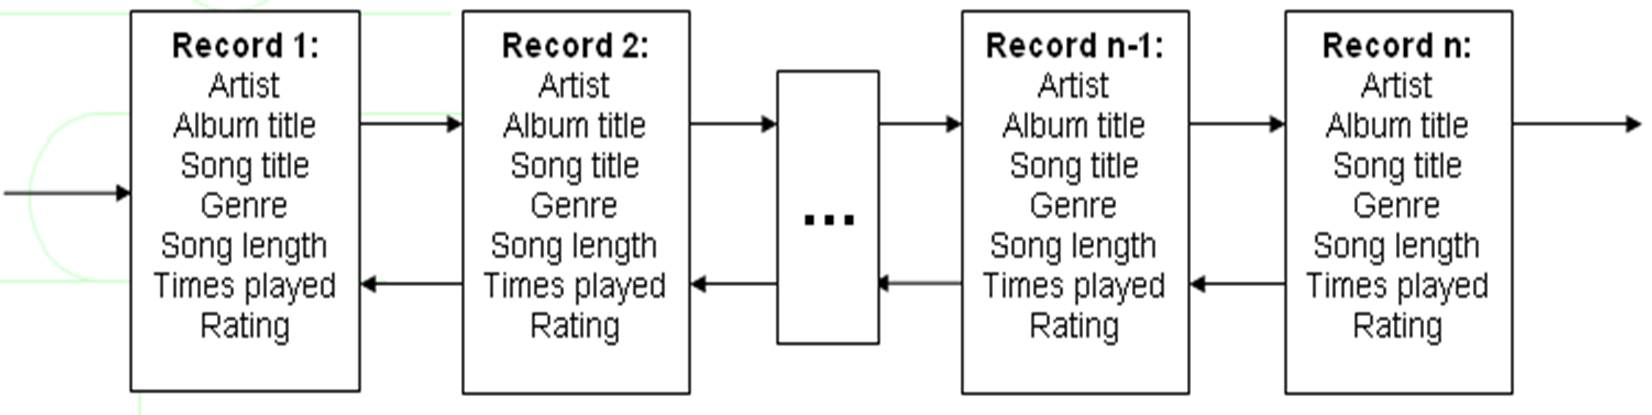 Record 1:
Artist
Album title
Song title
Genre
Song length
Times played
Rating
Record 2:
Artist
Album title
Song title
Genre
Song length
Times played
Rating
...
Record n-1:
Artist
Album title
Song title
Genre
Song length
Times played
Rating
Record n:
Artist
Album title
Song title
Genre
Song length
Times played
Rating